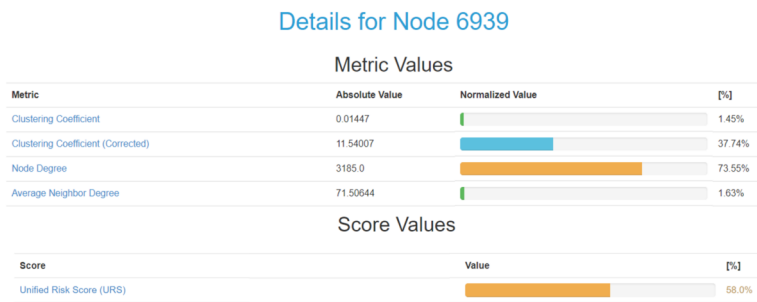 Details for Node 6939
Metric Values
Metric Absolute Value Normalized Value [%]
Clustering Coefficient 0.01447 1.45%
Clustering Coefficient (Corrected) 11.54007 37.74%
Node Degree 3185.0 73.55%
Average Neighbor Degree 71.50644 1.63%
Score Values
Score Value [%]
Unified Risk Score (URS) 58.0%